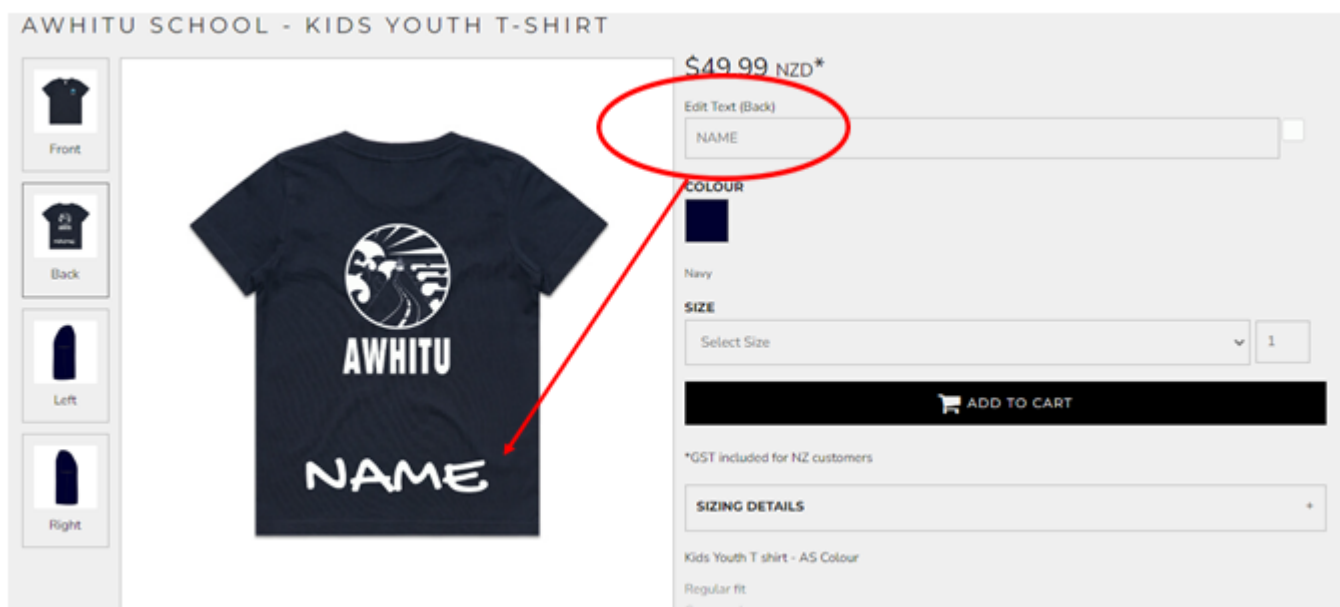 AWHITU SCHOOL - KIDS YOUTH T-SHIRT
Front
Back
Left
Right
AWHITU
NAME
$49.99 NZD*
Edit Text (Back)
NAME
COLOUR
Navy
SIZE
Select Size
1
ADD TO CART
*GST included for NZ customers
SIZING DETAILS
+
Kids Youth T shirt - AS Colour
Regular fit